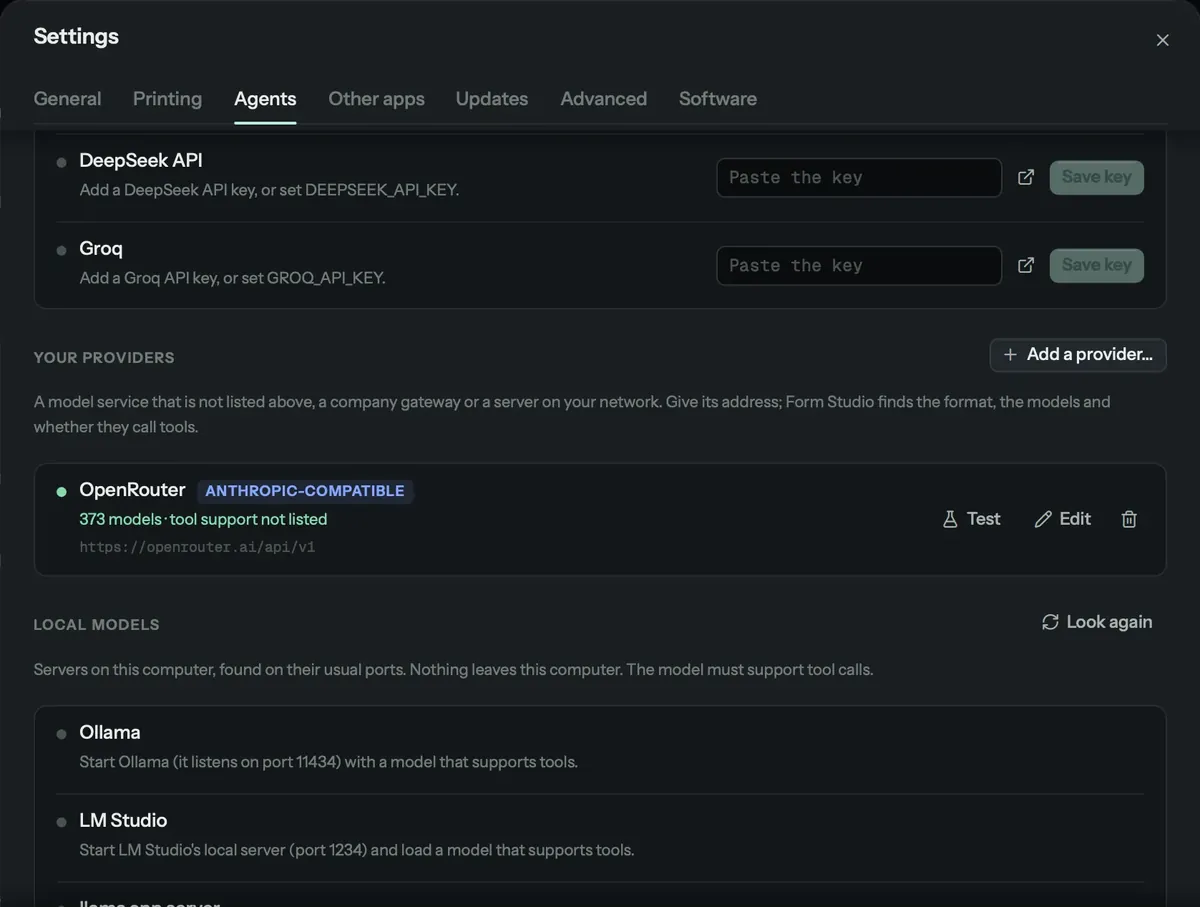 Settings
General Printing Agents Other apps Updates Advanced Software
DeepSeek API
Add a DeepSeek API key, or set DEEPSEEK_API_KEY.
Paste the key
Save key
Groq
Add a Groq API key, or set GROQ_API_KEY.
Paste the key
Save key
YOUR PROVIDERS
Add a provider...
A model service that is not listed above, a company gateway or a server on your network. Give its address; Form Studio finds the format, the models and
whether they call tools.
OpenRouter ANTHROPIC-COMPATIBLE
373 models · tool support not listed
https://openrouter.ai/api/v1
Test Edit
LOCAL MODELS
Look again
Servers on this computer, found on their usual ports. Nothing leaves this computer. The model must support tool calls.
Ollama
Start Ollama (it listens on port 11434) with a model that supports tools.
LM Studio
Start LM Studio's local server (port 1234) and load a model that supports tools.